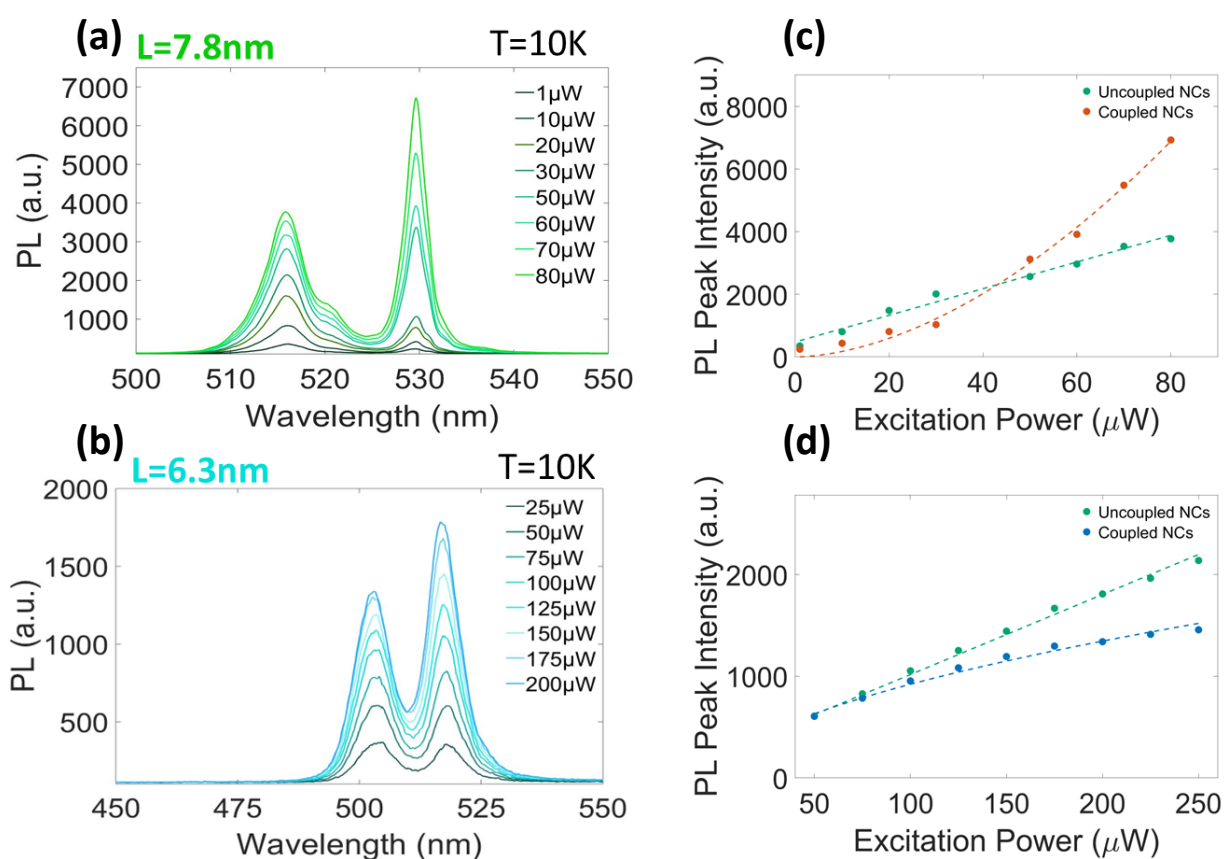 (a)
L=7.8nm
T=10K
PL (a.u.)
7000
6000
5000
4000
3000
2000
1000
1µW
10µW
20µW
30µW
50µW
60µW
70µW
80µW
500
510
520
530
540
550
Wavelength (nm)
(c)
PL Peak Intensity (a.u.)
8000
6000
4000
2000
0
Uncoupled NCs
Coupled NCs
0
20
40
60
80
Excitation Power (µW)
(b)
L=6.3nm
T=10K
PL (a.u.)
2000
1500
1000
500
25µW
50µW
75µW
100µW
125µW
150µW
175µW
200µW
450
475
500
525
550
Wavelength (nm)
(d)
PL Peak Intensity (a.u.)
2000
1000
0
Uncoupled NCs
Coupled NCs
50
100
150
200
250
Excitation Power (µW)